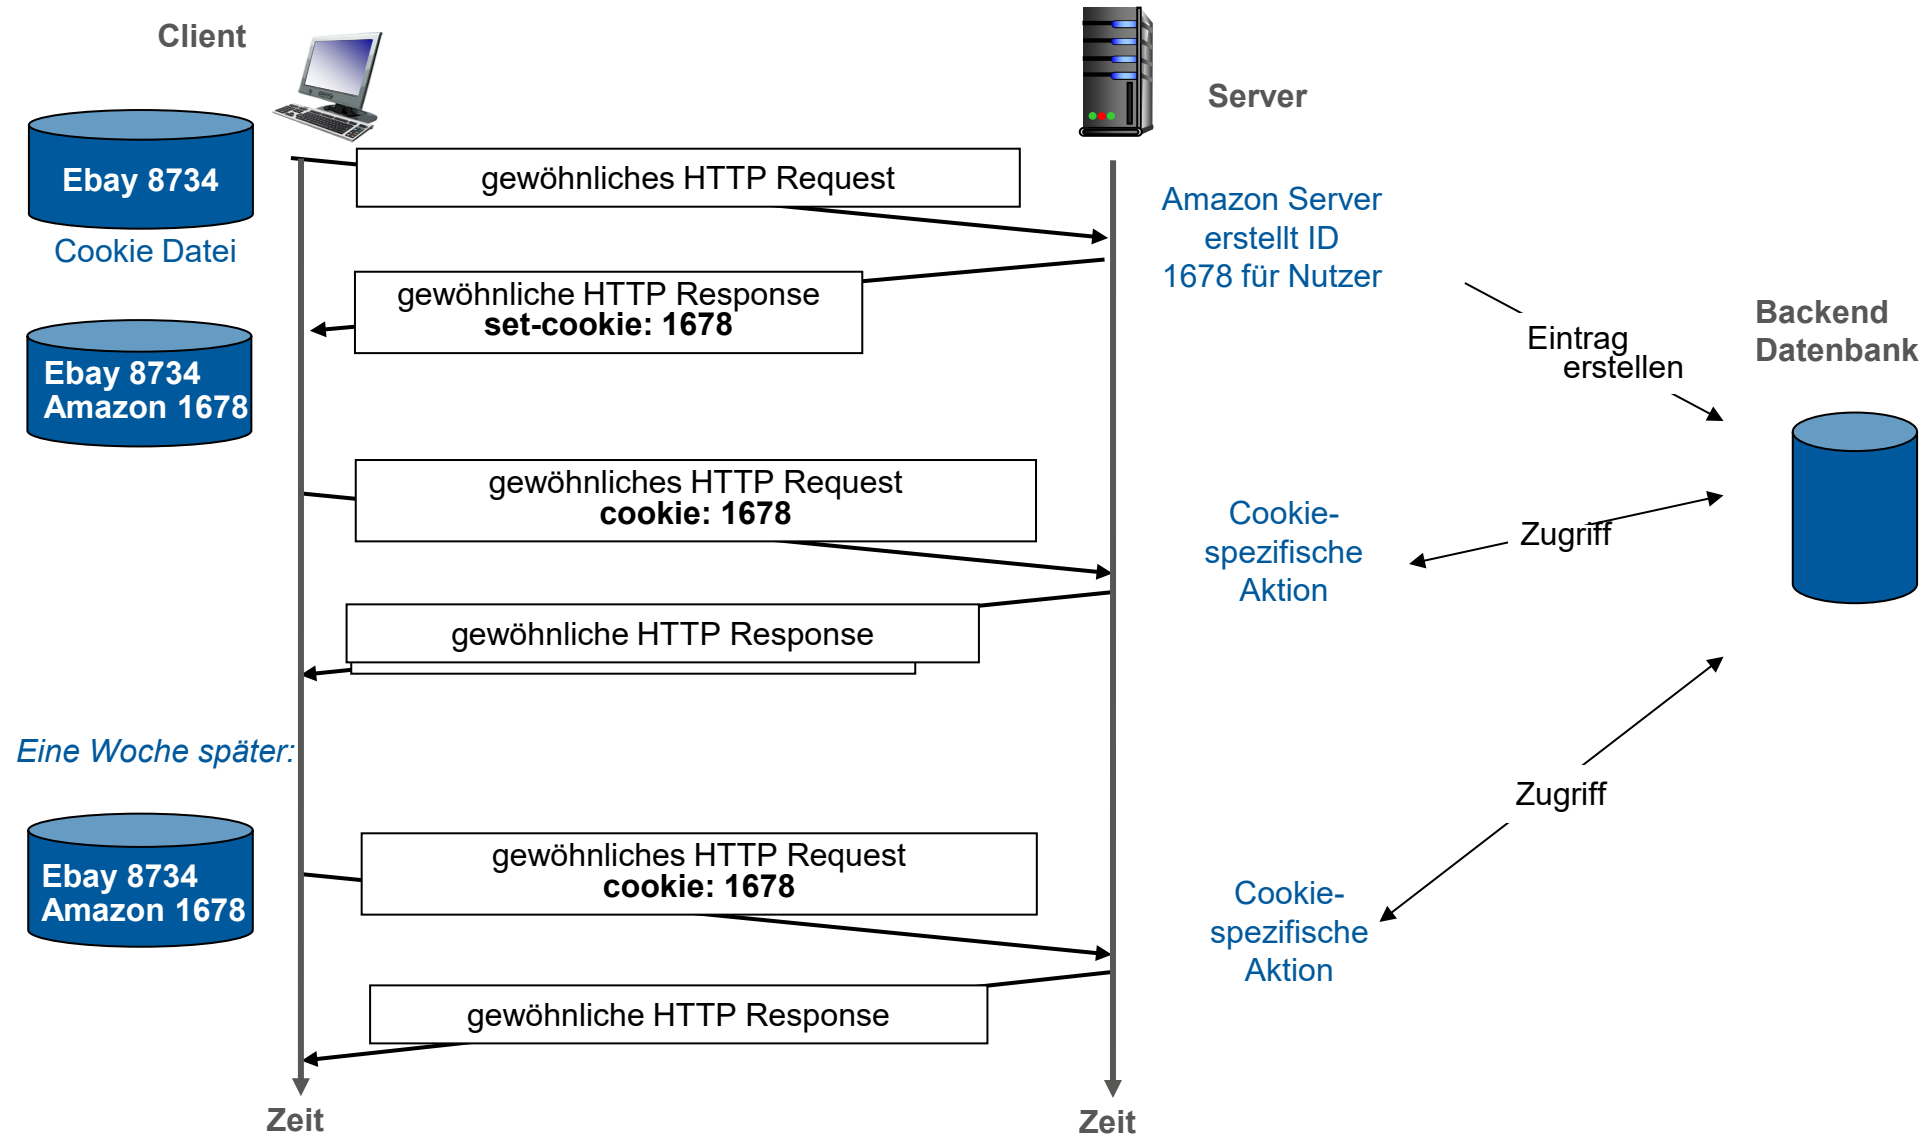 Client
Server
Ebay 8734
Cookie Datei
gewöhnliches HTTP Request
Amazon Server
erstellt ID
1678 für Nutzer
gewöhnliche HTTP Response
set-cookie: 1678
Eintrag
erstellen
Backend
Datenbank
Ebay 8734
Amazon 1678
gewöhnliches HTTP Request
cookie: 1678
Cookie-
spezifische
Aktion
Zugriff
gewöhnliche HTTP Response
Eine Woche später:
Zugriff
Ebay 8734
Amazon 1678
gewöhnliches HTTP Request
cookie: 1678
Cookie-
spezifische
Aktion
gewöhnliche HTTP Response
Zeit
Zeit